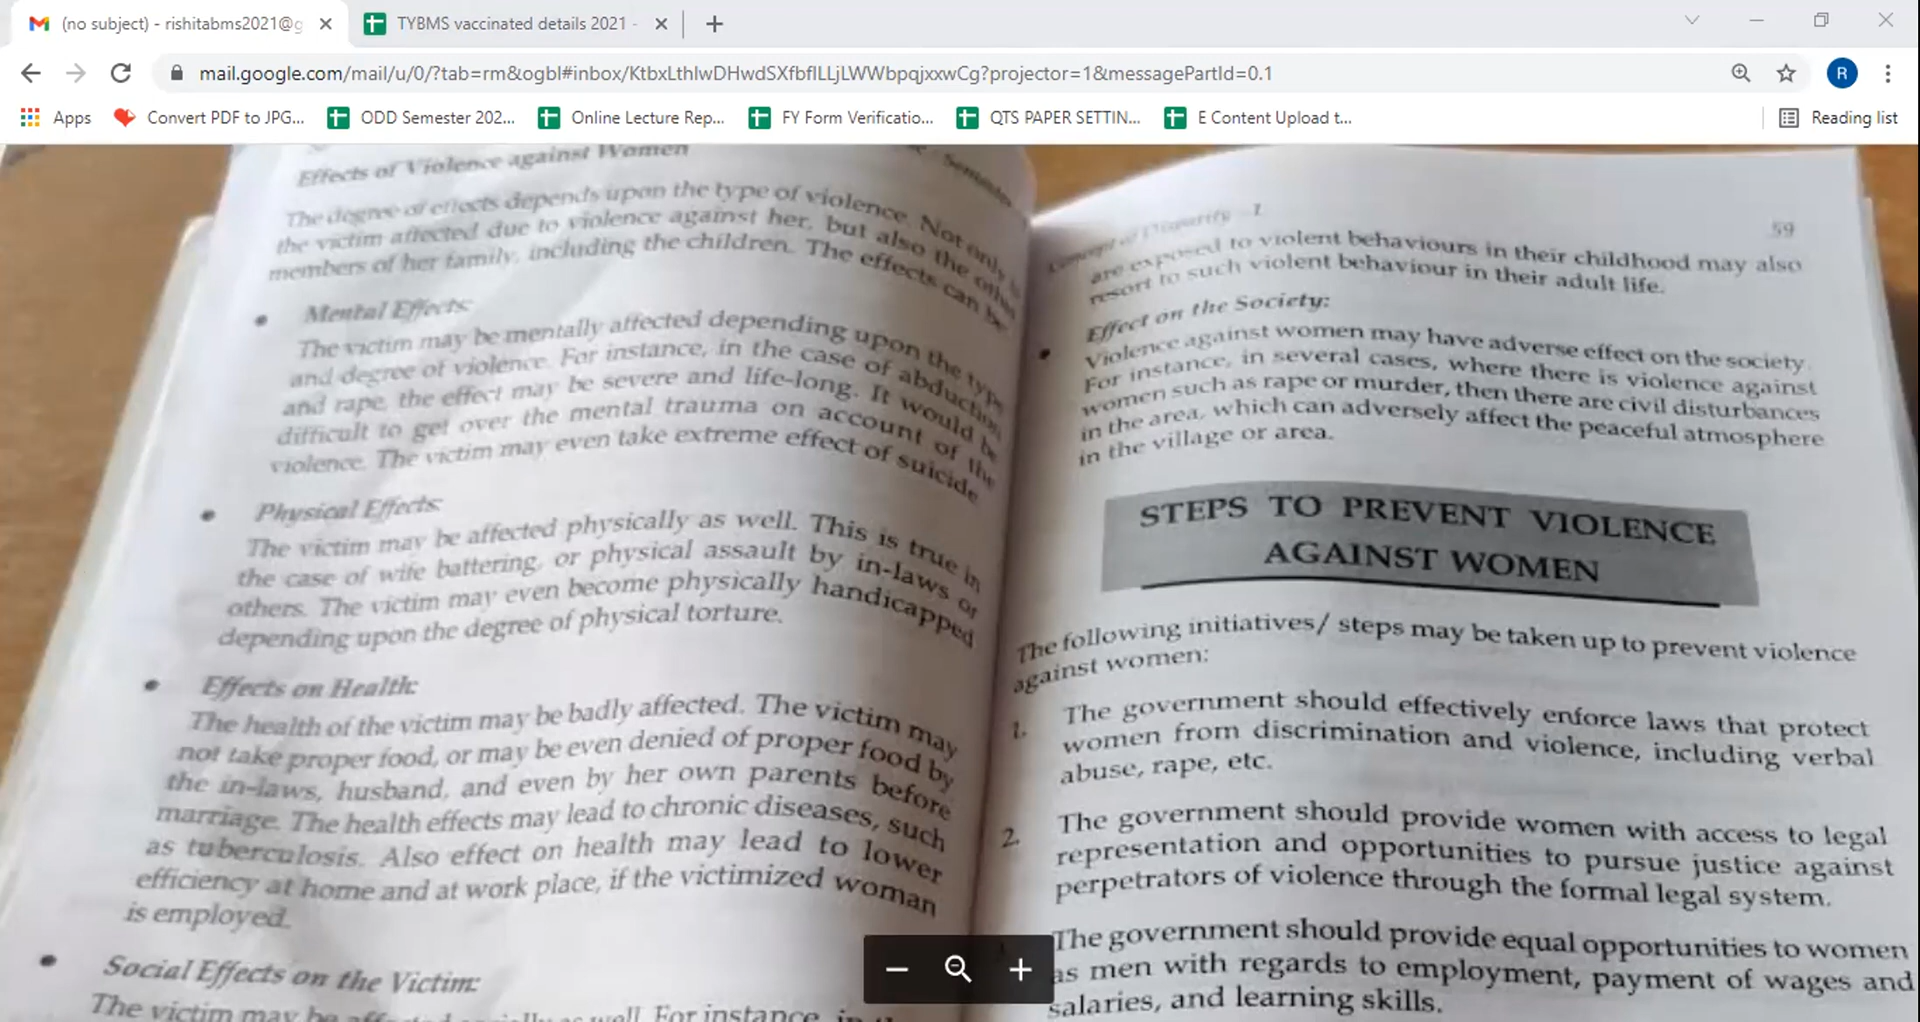 (no subject) - rishitabms2021@g
TYBMS vaccinated details 2021 -
mail.google.com/mail/u/0/?tab=rm&ogbl#inbox/KtbxLthlwDHwdSXfbflLLjLWWbpqjxxwCg?projector=1&messagePartId=0.1
R
Apps
Convert PDF to JPG...
ODD Semester 202...
Online Lecture Rep...
FY Form Verificatio...
QTS PAPER SETTIN...
E Content Upload t...
Reading list
Semester
Effects of Violence against Women
The degree of effects depends upon the type of violence. Not only
the victim affected due to violence against her, but also the other
members of her family, including the children. The effects can be
• Mental Effects:
The victim may be mentally affected depending upon the type
and degree of violence. For instance, in the case of abduction
and rape, the effect may be severe and life-long. It would be
difficult to get over the mental trauma on account of the
violence. The victim may even take extreme effect of suicide
• Physical Effects:
The victim may be affected physically as well. This is true in
the case of wife battering, or physical assault by in-laws or
others. The victim may even become physically handicapped
depending upon the degree of physical torture.
• Effects on Health:
The health of the victim may be badly affected. The victim may
not take proper food, or may be even denied of proper food by
the in-laws, husband, and even by her own parents before
marriage. The health effects may lead to chronic diseases, such
as tuberculosis. Also effect on health may lead to lower
efficiency at home and at work place, if the victimized woman
is employed.
• Social Effects on the Victim:
The victim may be affected socially as well. For instance, in the
Concept of Disparity - 1
59
are exposed to violent behaviours in their childhood may also
resort to such violent behaviour in their adult life.
• Effect on the Society:
Violence against women may have adverse effect on the society.
For instance, in several cases, where there is violence against
women such as rape or murder, then there are civil disturbances
in the area, which can adversely affect the peaceful atmosphere
in the village or area.
STEPS TO PREVENT VIOLENCE
AGAINST WOMEN
The following initiatives/ steps may be taken up to prevent violence
against women:
1. The government should effectively enforce laws that protect
women from discrimination and violence, including verbal
abuse, rape, etc.
2. The government should provide women with access to legal
representation and opportunities to pursue justice against
perpetrators of violence through the formal legal system.
The government should provide equal opportunities to women
as men with regards to employment, payment of wages and
salaries, and learning skills.